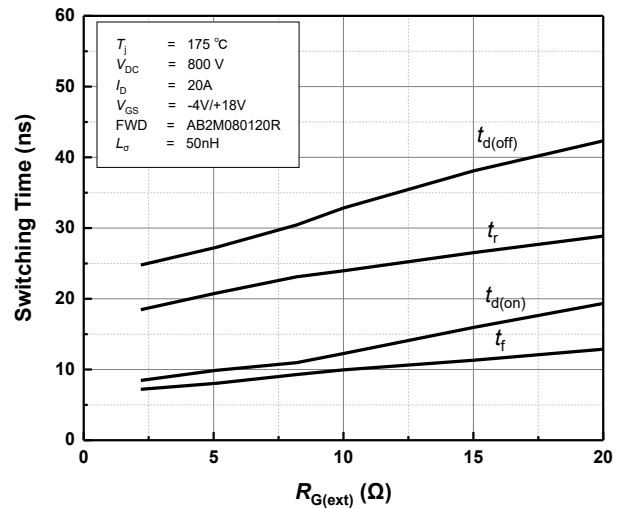 60
50
40
30
20
10
0
Switching Time (ns)
Tj = 175 °C
VDC = 800 V
ID = 20A
VGS = -4V/+18V
FWD = AB2M080120R
Lσ = 50nH
td(off)
tr
td(on)
tf
0 5 10 15 20
RG(ext) (Ω)